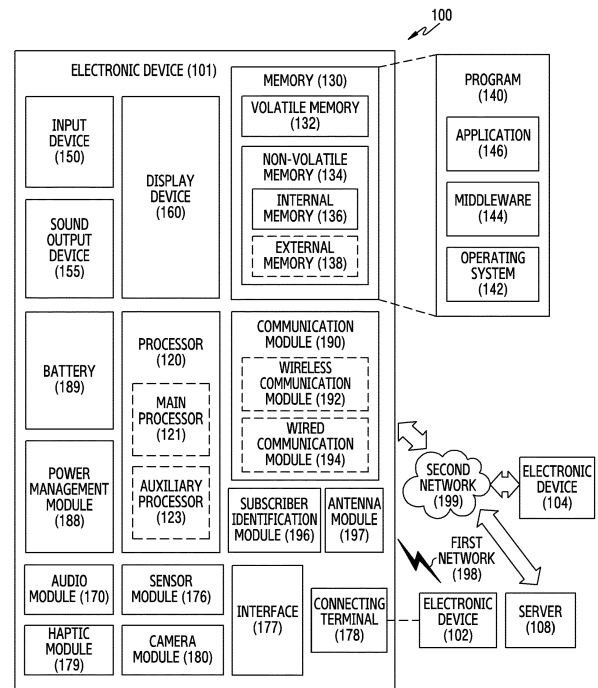 100
ELECTRONIC DEVICE (101)
INPUT
DEVICE
(150)
SOUND
OUTPUT
DEVICE
(155)
DISPLAY
DEVICE
(160)
MEMORY (130)
VOLATILE MEMORY
(132)
NON-VOLATILE
MEMORY (134)
INTERNAL
MEMORY (136)
EXTERNAL
MEMORY (138)
PROGRAM
(140)
APPLICATION
(146)
MIDDLEWARE
(144)
OPERATING
SYSTEM
(142)
BATTERY
(189)
POWER
MANAGEMENT
MODULE
(188)
PROCESSOR
(120)
MAIN
PROCESSOR
(121)
AUXILIARY
PROCESSOR
(123)
COMMUNICATION
MODULE (190)
WIRELESS
COMMUNICATION
MODULE (192)
WIRED
COMMUNICATION
MODULE (194)
SUBSCRIBER
IDENTIFICATION
MODULE (196)
ANTENNA
MODULE
(197)
SECOND
NETWORK
(199)
ELECTRONIC
DEVICE (104)
FIRST
NETWORK
(198)
AUDIO
MODULE (170)
SENSOR
MODULE (176)
INTERFACE
(177)
CONNECTING
TERMINAL
(178)
ELECTRONIC
DEVICE (102)
SERVER
(108)
HAPTIC
MODULE
(179)
CAMERA
MODULE (180)